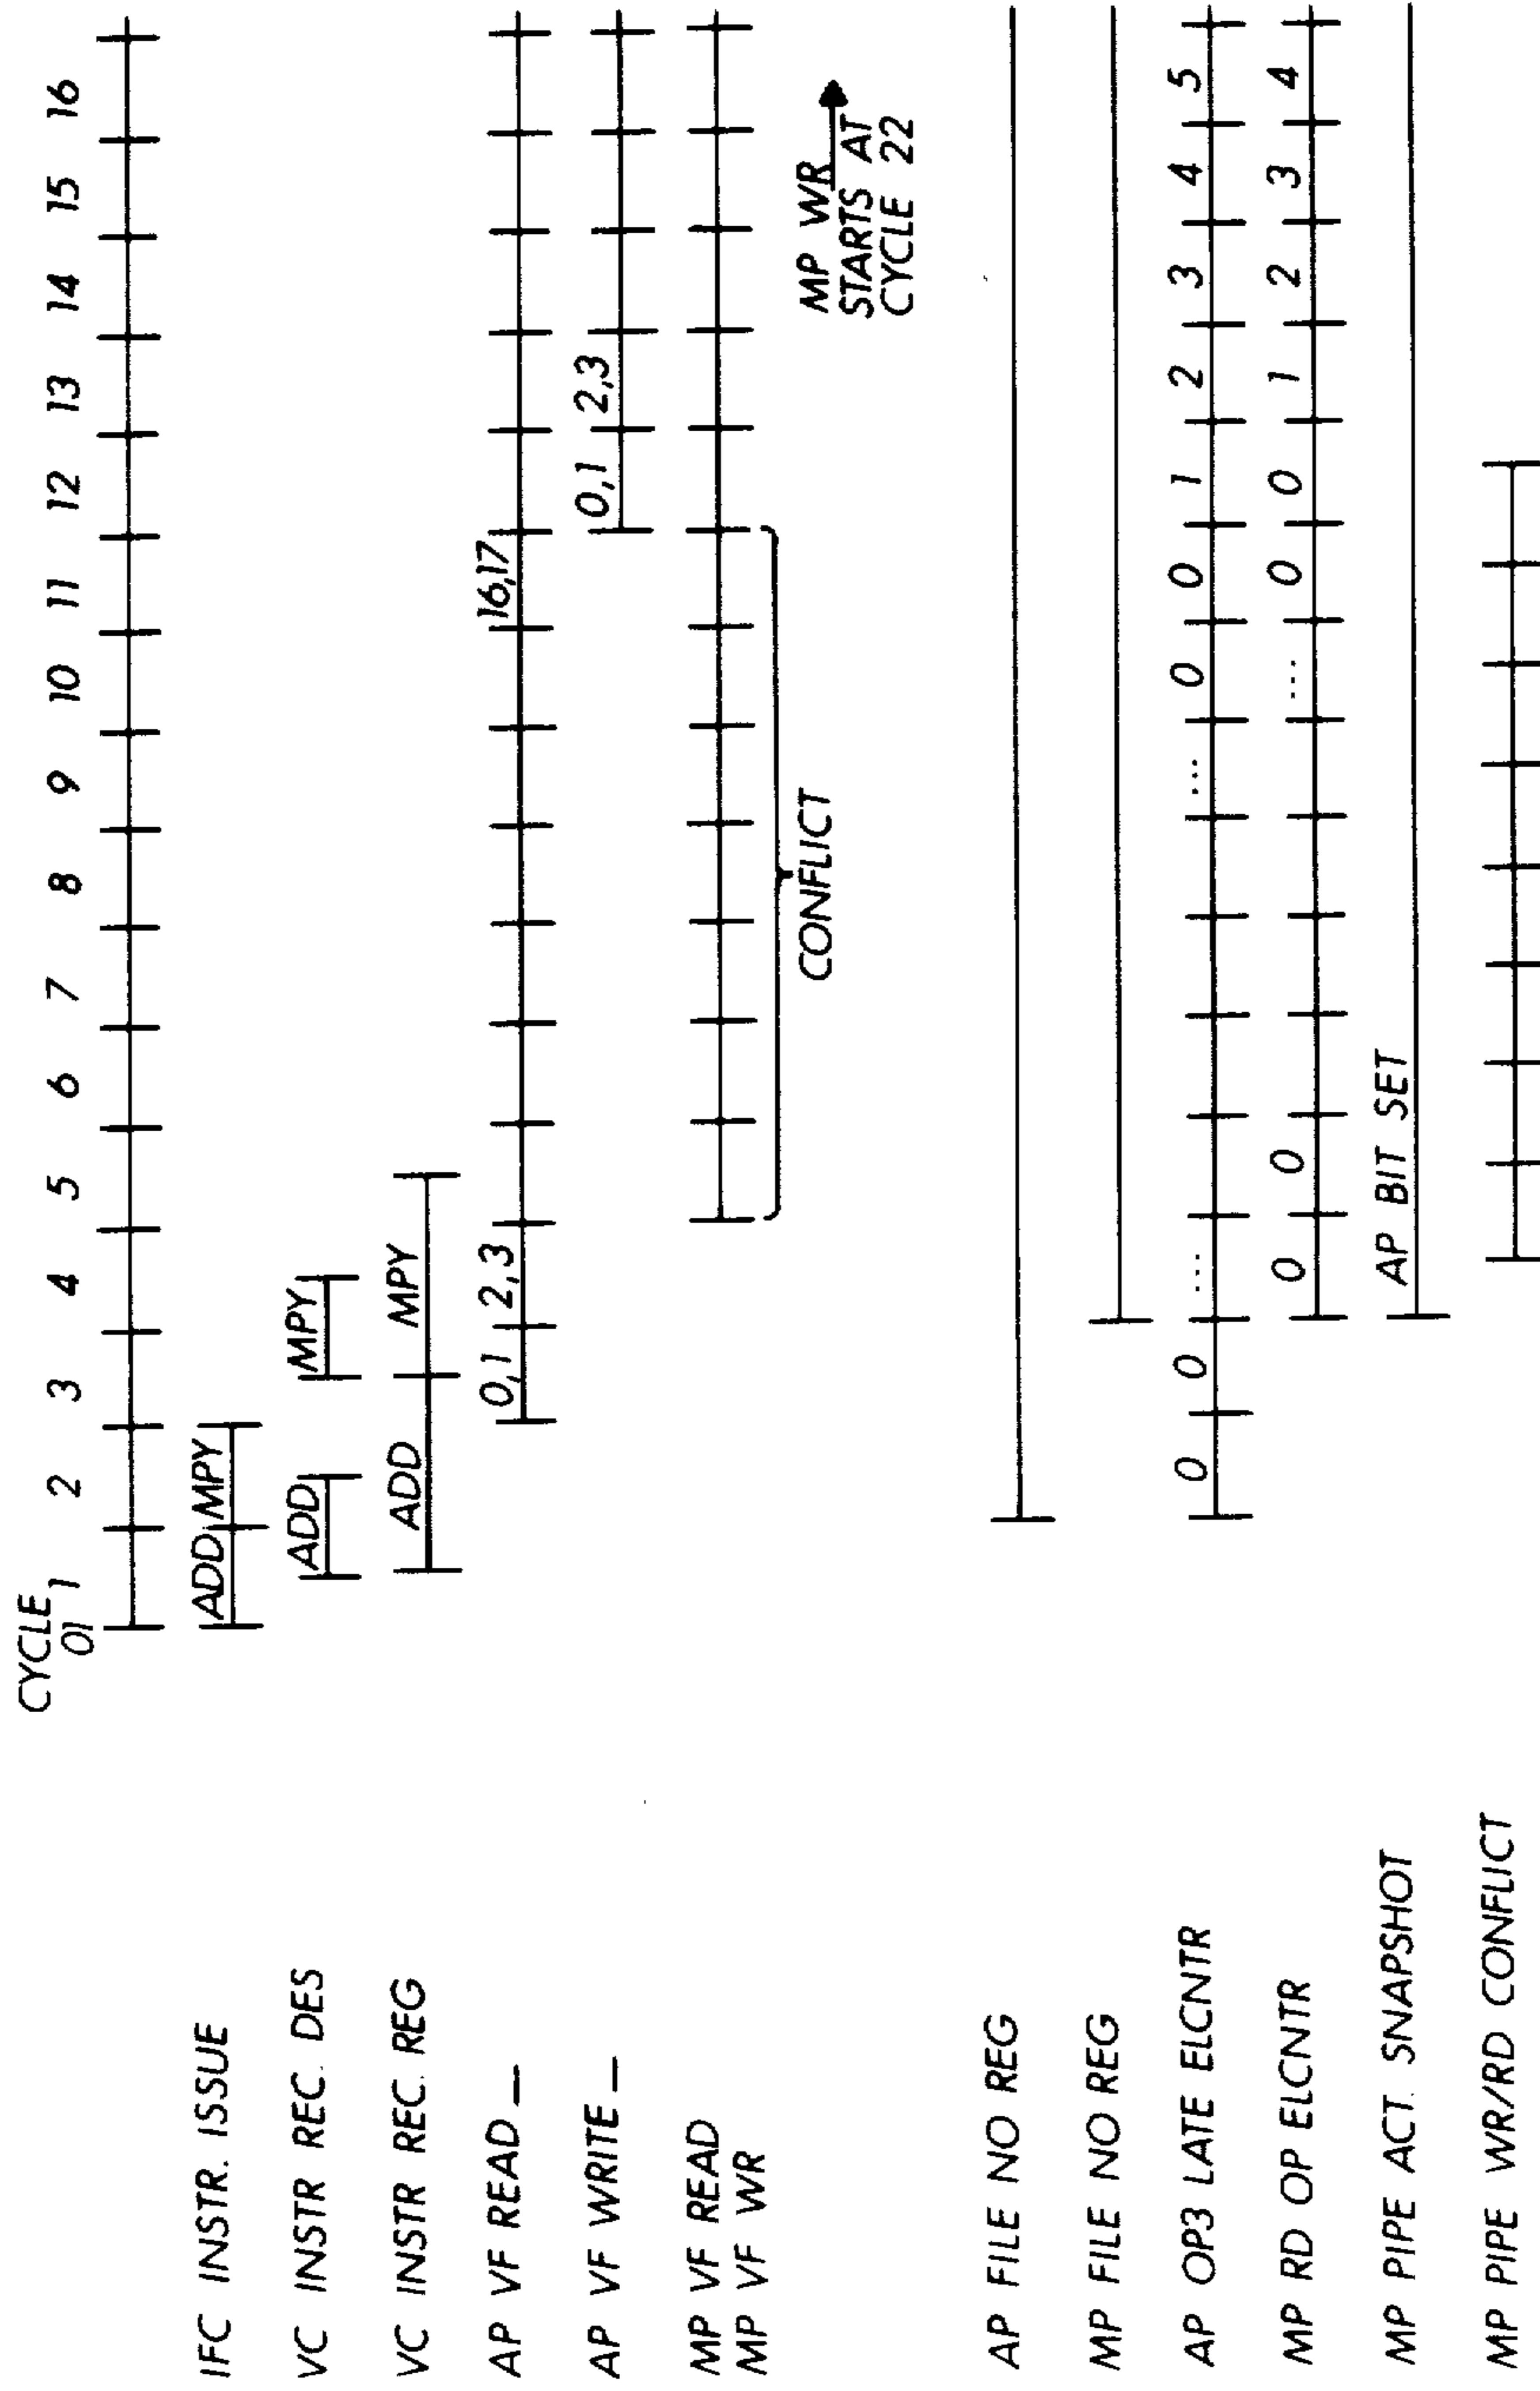 CYCLE
0 1 2 3 4 5 6 7 8 9 10 11 12 13 14 15 16
IFC INSTR. ISSUE ADD MPY
VC INSTR REC. DES ADD MPY
VC INSTR REC. REG ADD MPY
AP VF READ_ 0,1 2,3 16,17
AP VF WRITE_ 0,1 2,3
MP VF READ
MP VF WR
CONFLICT
MP WR
STARTS AT
CYCLE 22
AP FILE NO REG
MP FILE NO REG
AP OP3 LATE ELCNTR 0 0 ... ... 0 0 1 2 3 4 5
MP RD OP ELCNTR 0 0 ... 0 0 1 2 3 4
MP PIPE ACT. SNAPSHOT AP BIT SET
MP PIPE WR/RD CONFLICT